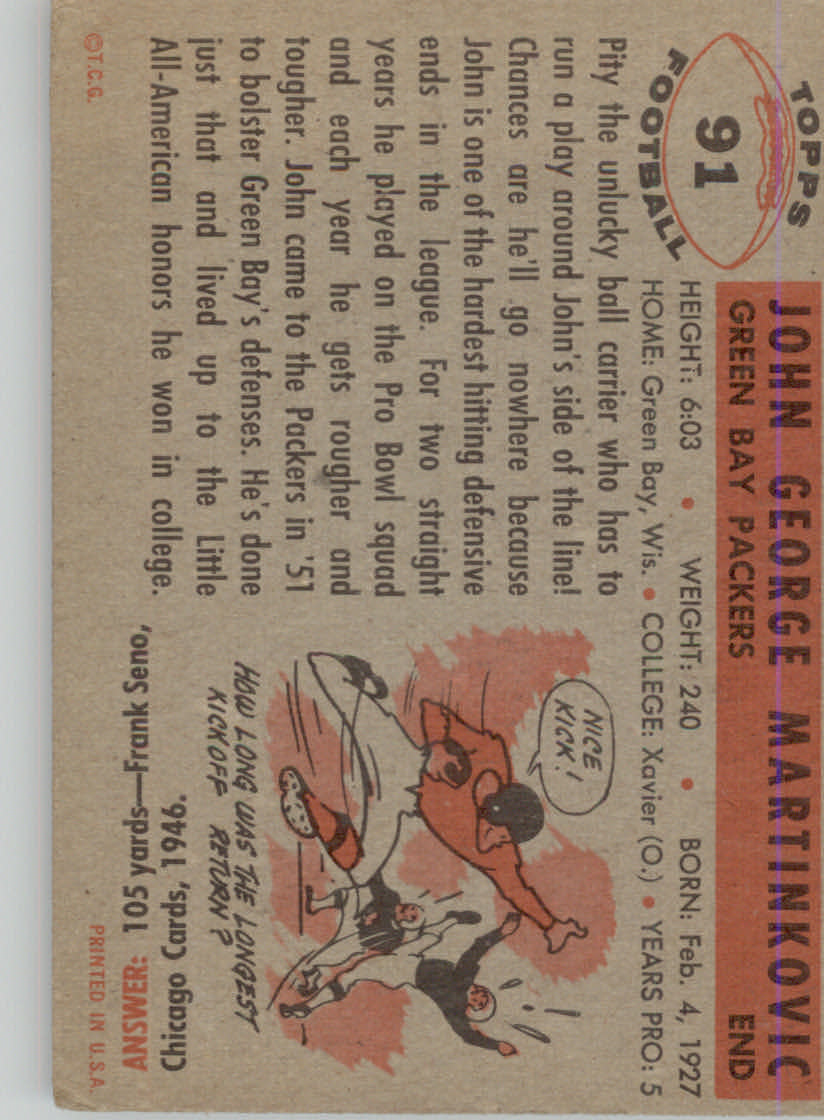 TOPPS
91
FOOTBALL
JOHN GEORGE MARTINKOVIC
GREEN BAY PACKERS END
HEIGHT: 6:03 • WEIGHT: 240 • BORN: Feb. 4, 1927
HOME: Green Bay, Wis. • COLLEGE: Xavier (O.) • YEARS PRO: 5
Pity the unlucky ball carrier who has to
run a play around John's side of the line!
Chances are he'll go nowhere because
John is one of the hardest hitting defensive
ends in the league. For two straight
years he played on the Pro Bowl squad
and each year he gets rougher and
tougher. John came to the Packers in '51
to bolster Green Bay's defenses. He's done
just that and lived up to the Little
All-American honors he won in college.
NICE
KICK!
HOW LONG WAS THE LONGEST
KICKOFF RETURN?
ANSWER: 105 yards—Frank Seno,
Chicago Cards, 1946.
©T.C.G.
PRINTED IN U.S.A.